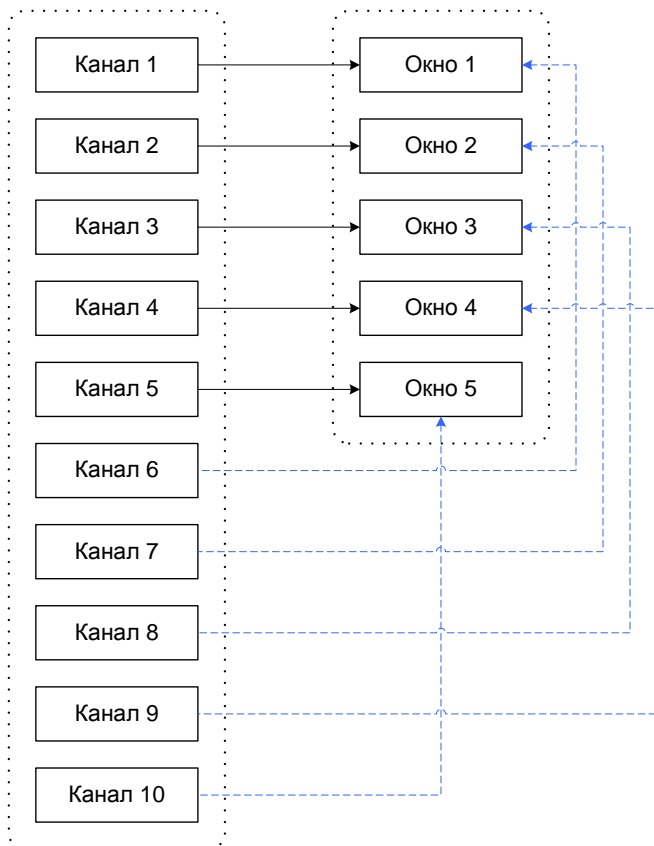 Канал 1
Окно 1
Канал 2
Окно 2
Канал 3
Окно 3
Канал 4
Окно 4
Канал 5
Окно 5
Канал 6
Канал 7
Канал 8
Канал 9
Канал 10